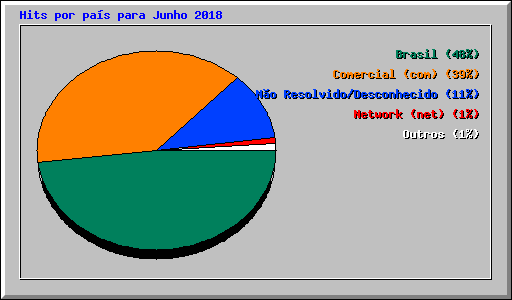 Hits por país para Junho 2018
Brasil (48%)
Comercial (com) (39%)
Não Resolvido/Desconhecido (11%)
Network (net) (1%)
Outros (1%)